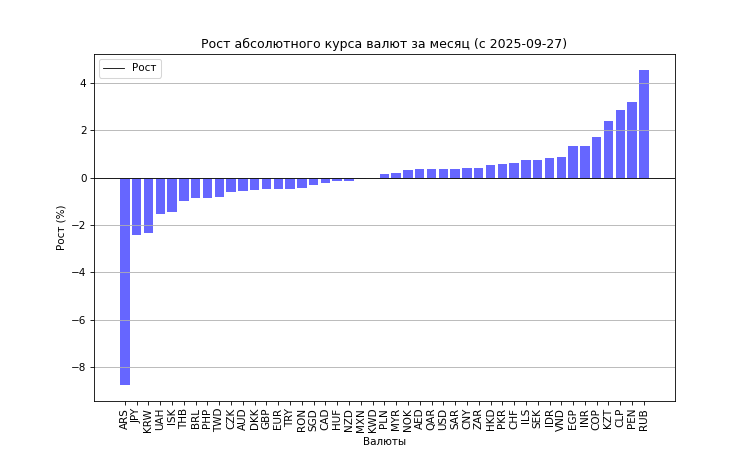 Рост абсолютного курса валют за месяц (с 2025-09-27)
Рост
4
2
0
−2
−4
−6
−8
Рост (%)
ARS JPY KRW UAH ISK THB BRL PHP TWD CZK AUD DKK GBP EUR TRY RON SGD CAD HUF NZD MXN KWD PLN MYR NOK AED QAR USD SAR CNY ZAR HKD PKR CHF ILS SEK IDR VND EGP INR COP KZT CLP PEN RUB
Валюты